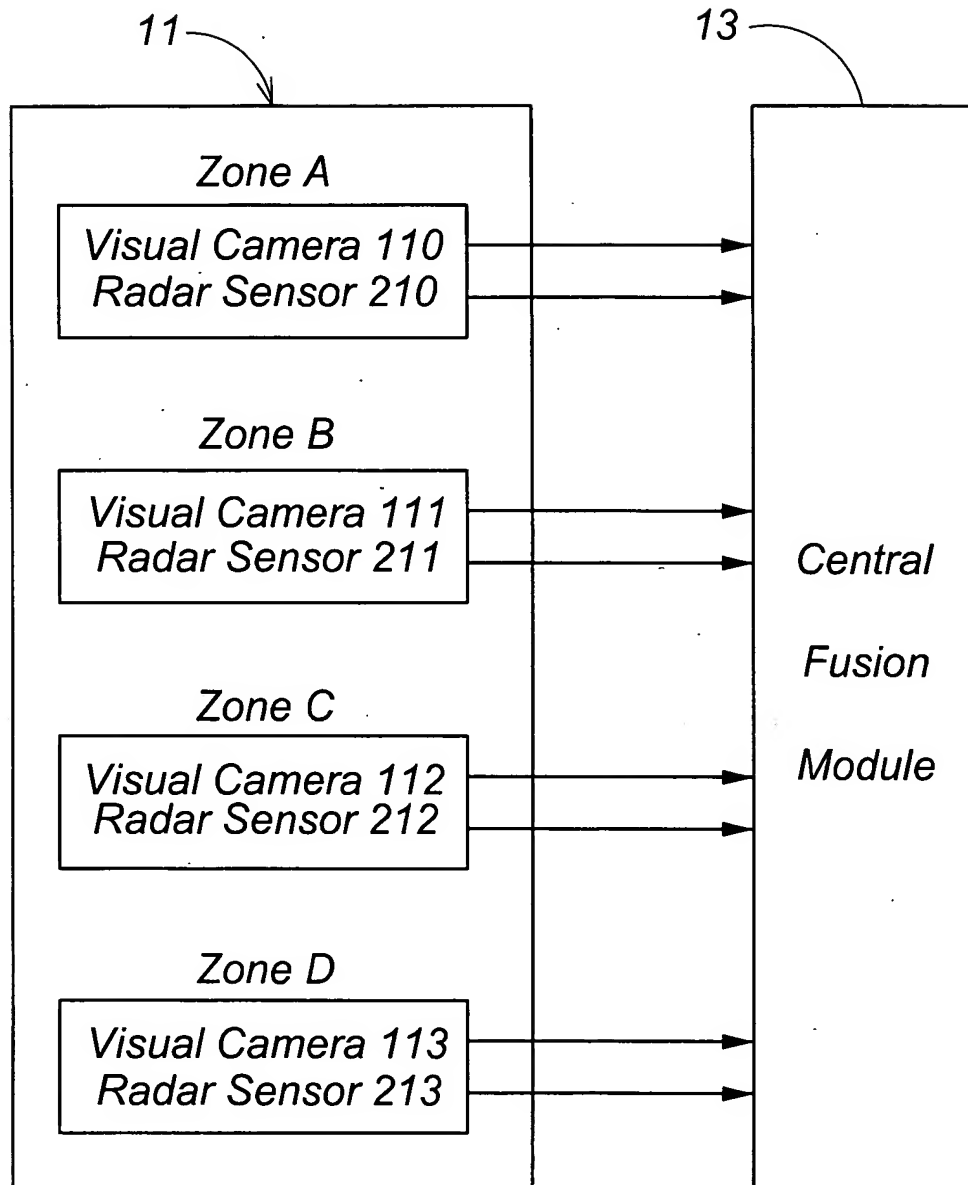 11
13
Zone A
Visual Camera 110
Radar Sensor 210
Zone B
Visual Camera 111
Radar Sensor 211
Zone C
Visual Camera 112
Radar Sensor 212
Zone D
Visual Camera 113
Radar Sensor 213
Central
Fusion
Module